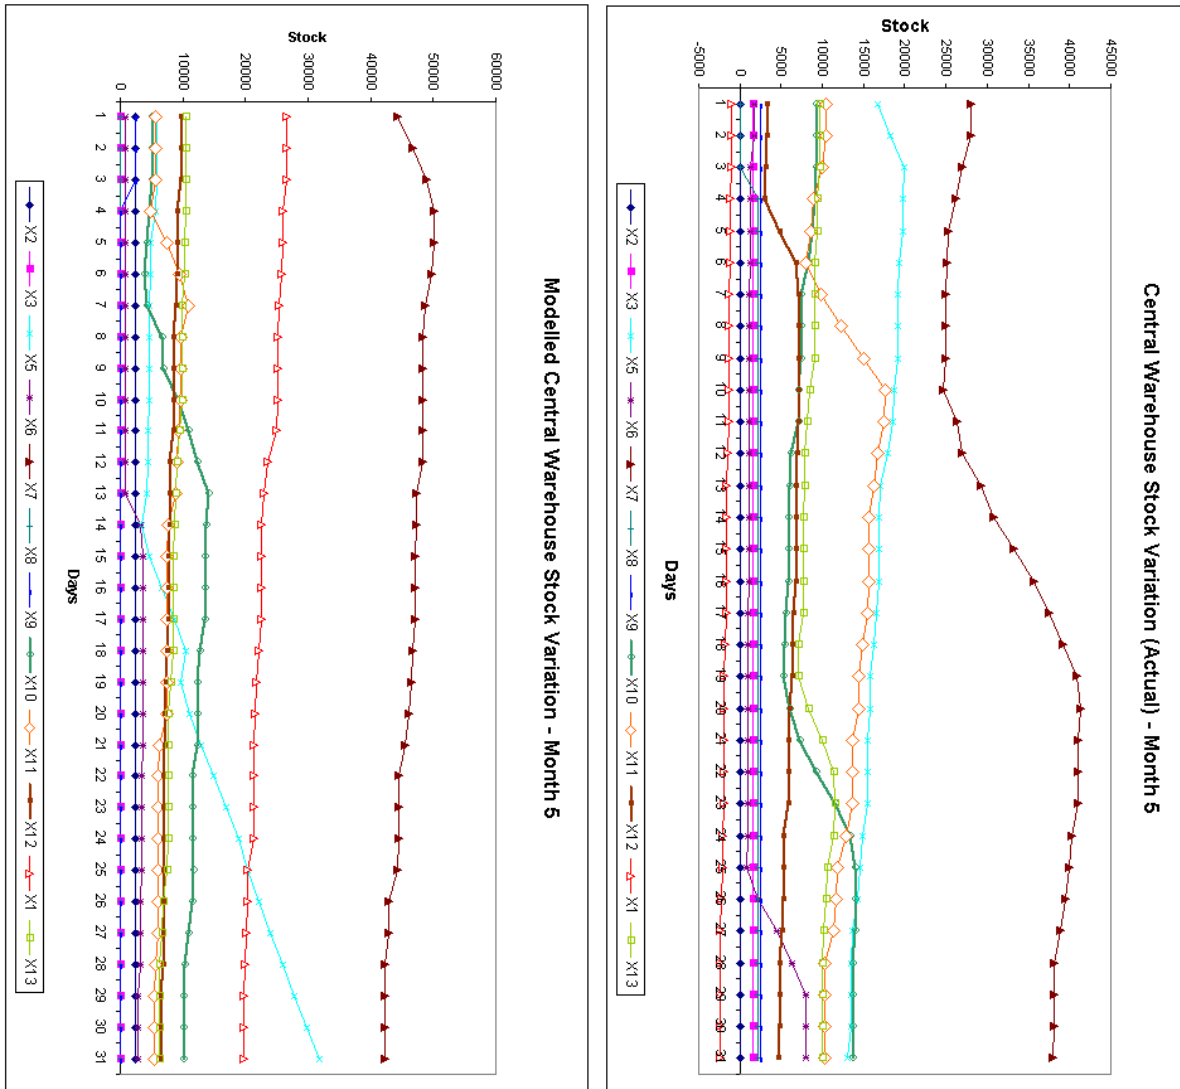 Central Warehouse Stock Variation (Actual) - Month 5
Stock
45000
40000
35000
30000
25000
20000
15000
10000
5000
0
-5000
1 2 3 4 5 6 7 8 9 10 11 12 13 14 15 16 17 18 19 20 21 22 23 24 25 26 27 28 29 30 31
Days
X2 X3 X5 X6 X7 X8 X9 X10 X11 X12 X1 X13
Modelled Central Warehouse Stock Variation - Month 5
Stock
60000
50000
40000
30000
20000
10000
0
1 2 3 4 5 6 7 8 9 10 11 12 13 14 15 16 17 18 19 20 21 22 23 24 25 26 27 28 29 30 31
Days
X2 X3 X5 X6 X7 X8 X9 X10 X11 X12 X1 X13